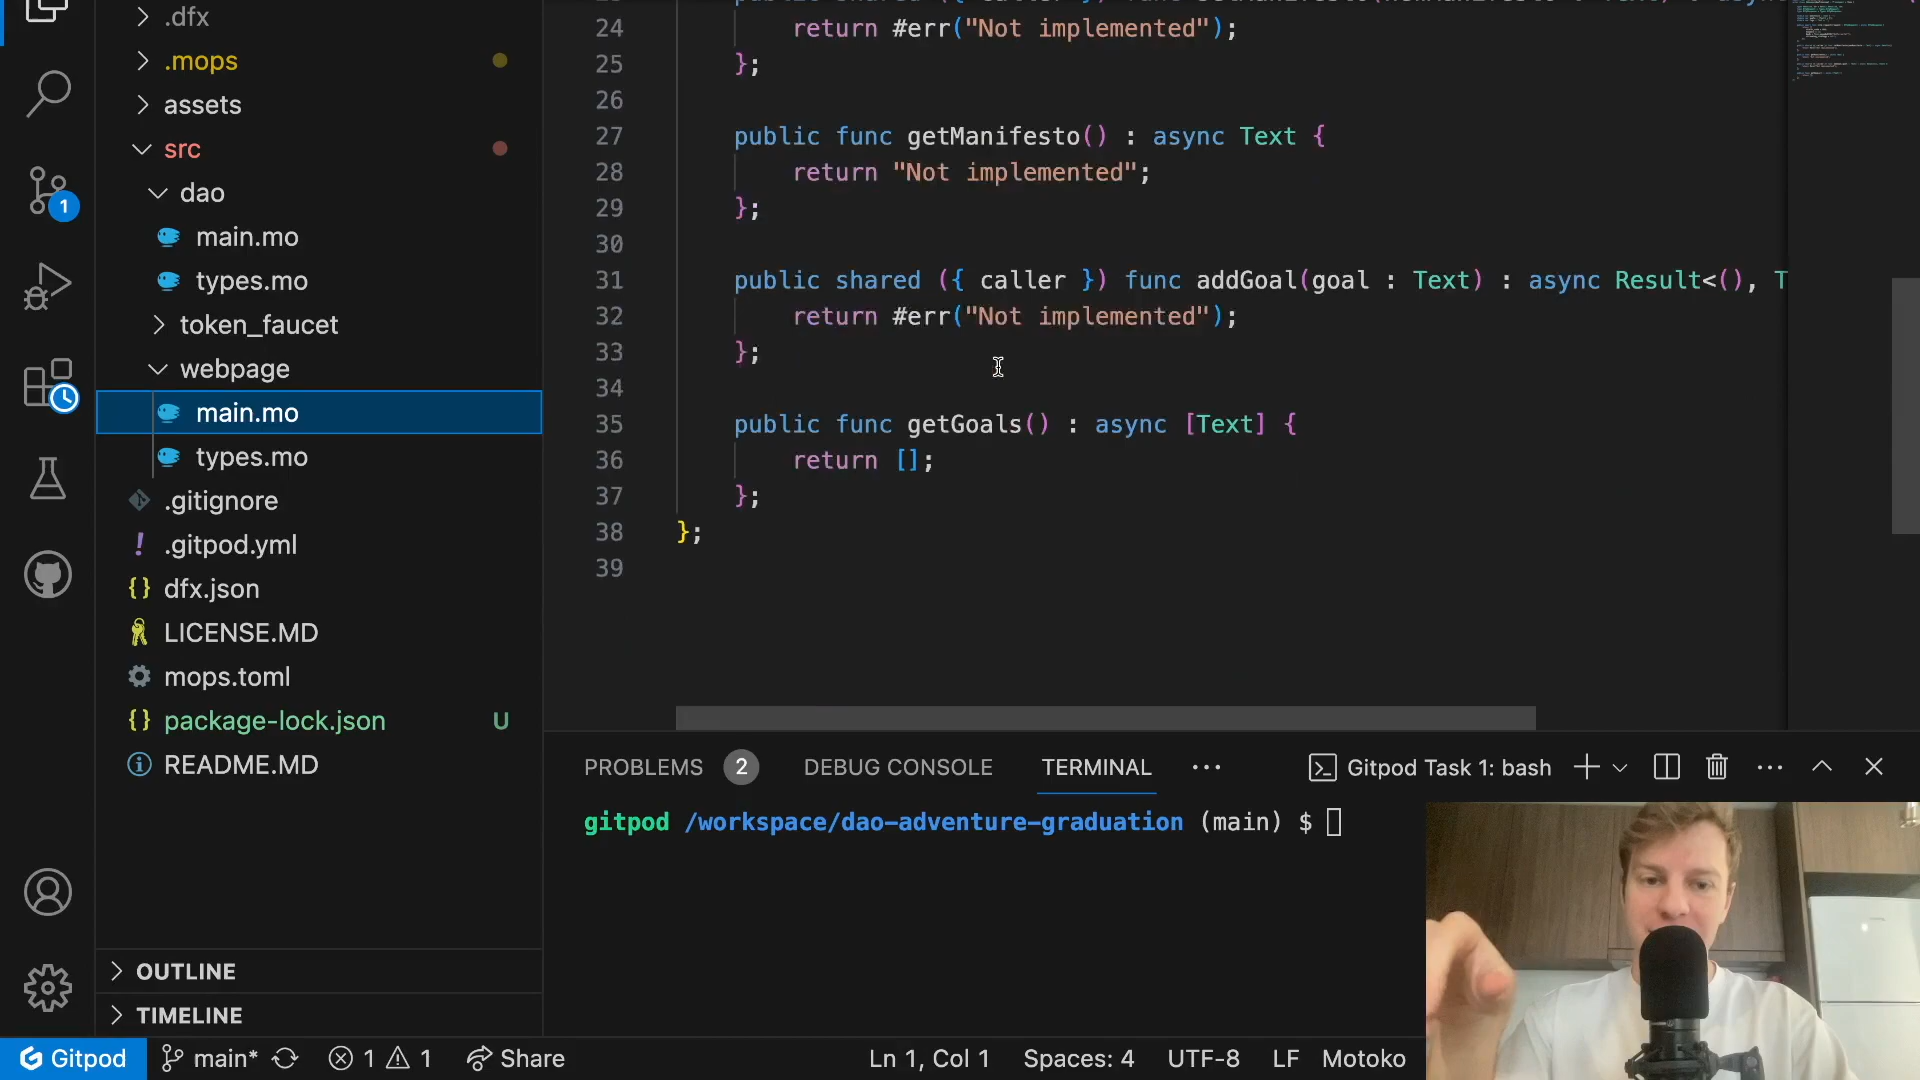 .dfx
.mops
assets
src
dao
main.mo
types.mo
token_faucet
webpage
main.mo
types.mo
.gitignore
.gitpod.yml
dfx.json
LICENSE.MD
mops.toml
package-lock.json U
README.MD
OUTLINE
TIMELINE
1
24 return #err("Not implemented");
25 };
26
27 public func getManifesto() : async Text {
28 return "Not implemented";
29 };
30
31 public shared ({ caller }) func addGoal(goal : Text) : async Result<(), T
32 return #err("Not implemented");
33 };
34
35 public func getGoals() : async [Text] {
36 return [];
37 };
38 };
39
PROBLEMS 2 DEBUG CONSOLE TERMINAL ··· Gitpod Task 1: bash
gitpod /workspace/dao-adventure-graduation (main) $
Gitpod main* 1 1 Share Ln 1, Col 1 Spaces: 4 UTF-8 LF Motoko